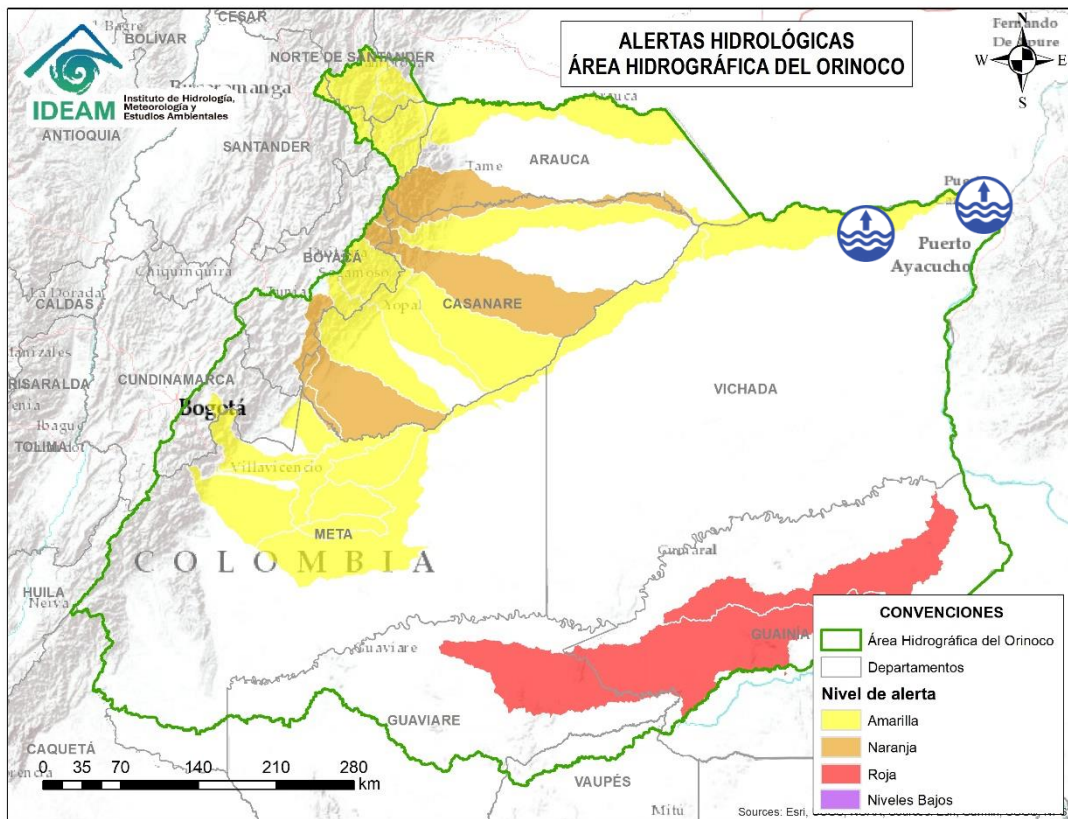 CESAR
BOLÍVAR
Fernando
De Apure
ALERTAS HIDROLÓGICAS
ÁREA HIDROGRÁFICA DEL ORINOCO
N
W
E
S
IDEAM
Instituto de Hidrología,
Meteorología y
Estudios Ambientales
NORTE DE SANTANDER
ANTIOQUIA
SANTANDER
Tame
ARAUCA
BOYACÁ
Chiquinquira
Puerto
Ayacucho
La Dorada
CALDAS
Yopal
CASANARE
RISARALDA
CUNDINAMARCA
Bogotá
VICHADA
Ibague
TOLIMA
Villavicencio
META
COLOMBIA
HUILA
Neiva
Guaviare
GUAINÍA
GUAVIARE
CAQUETÁ
VAUPÉS
Mitú
0 35 70 140 210 280
km
CONVENCIONES
Área Hidrográfica del Orinoco
Departamentos
Nivel de alerta
Amarilla
Naranja
Roja
Niveles Bajos
Sources: Esri,